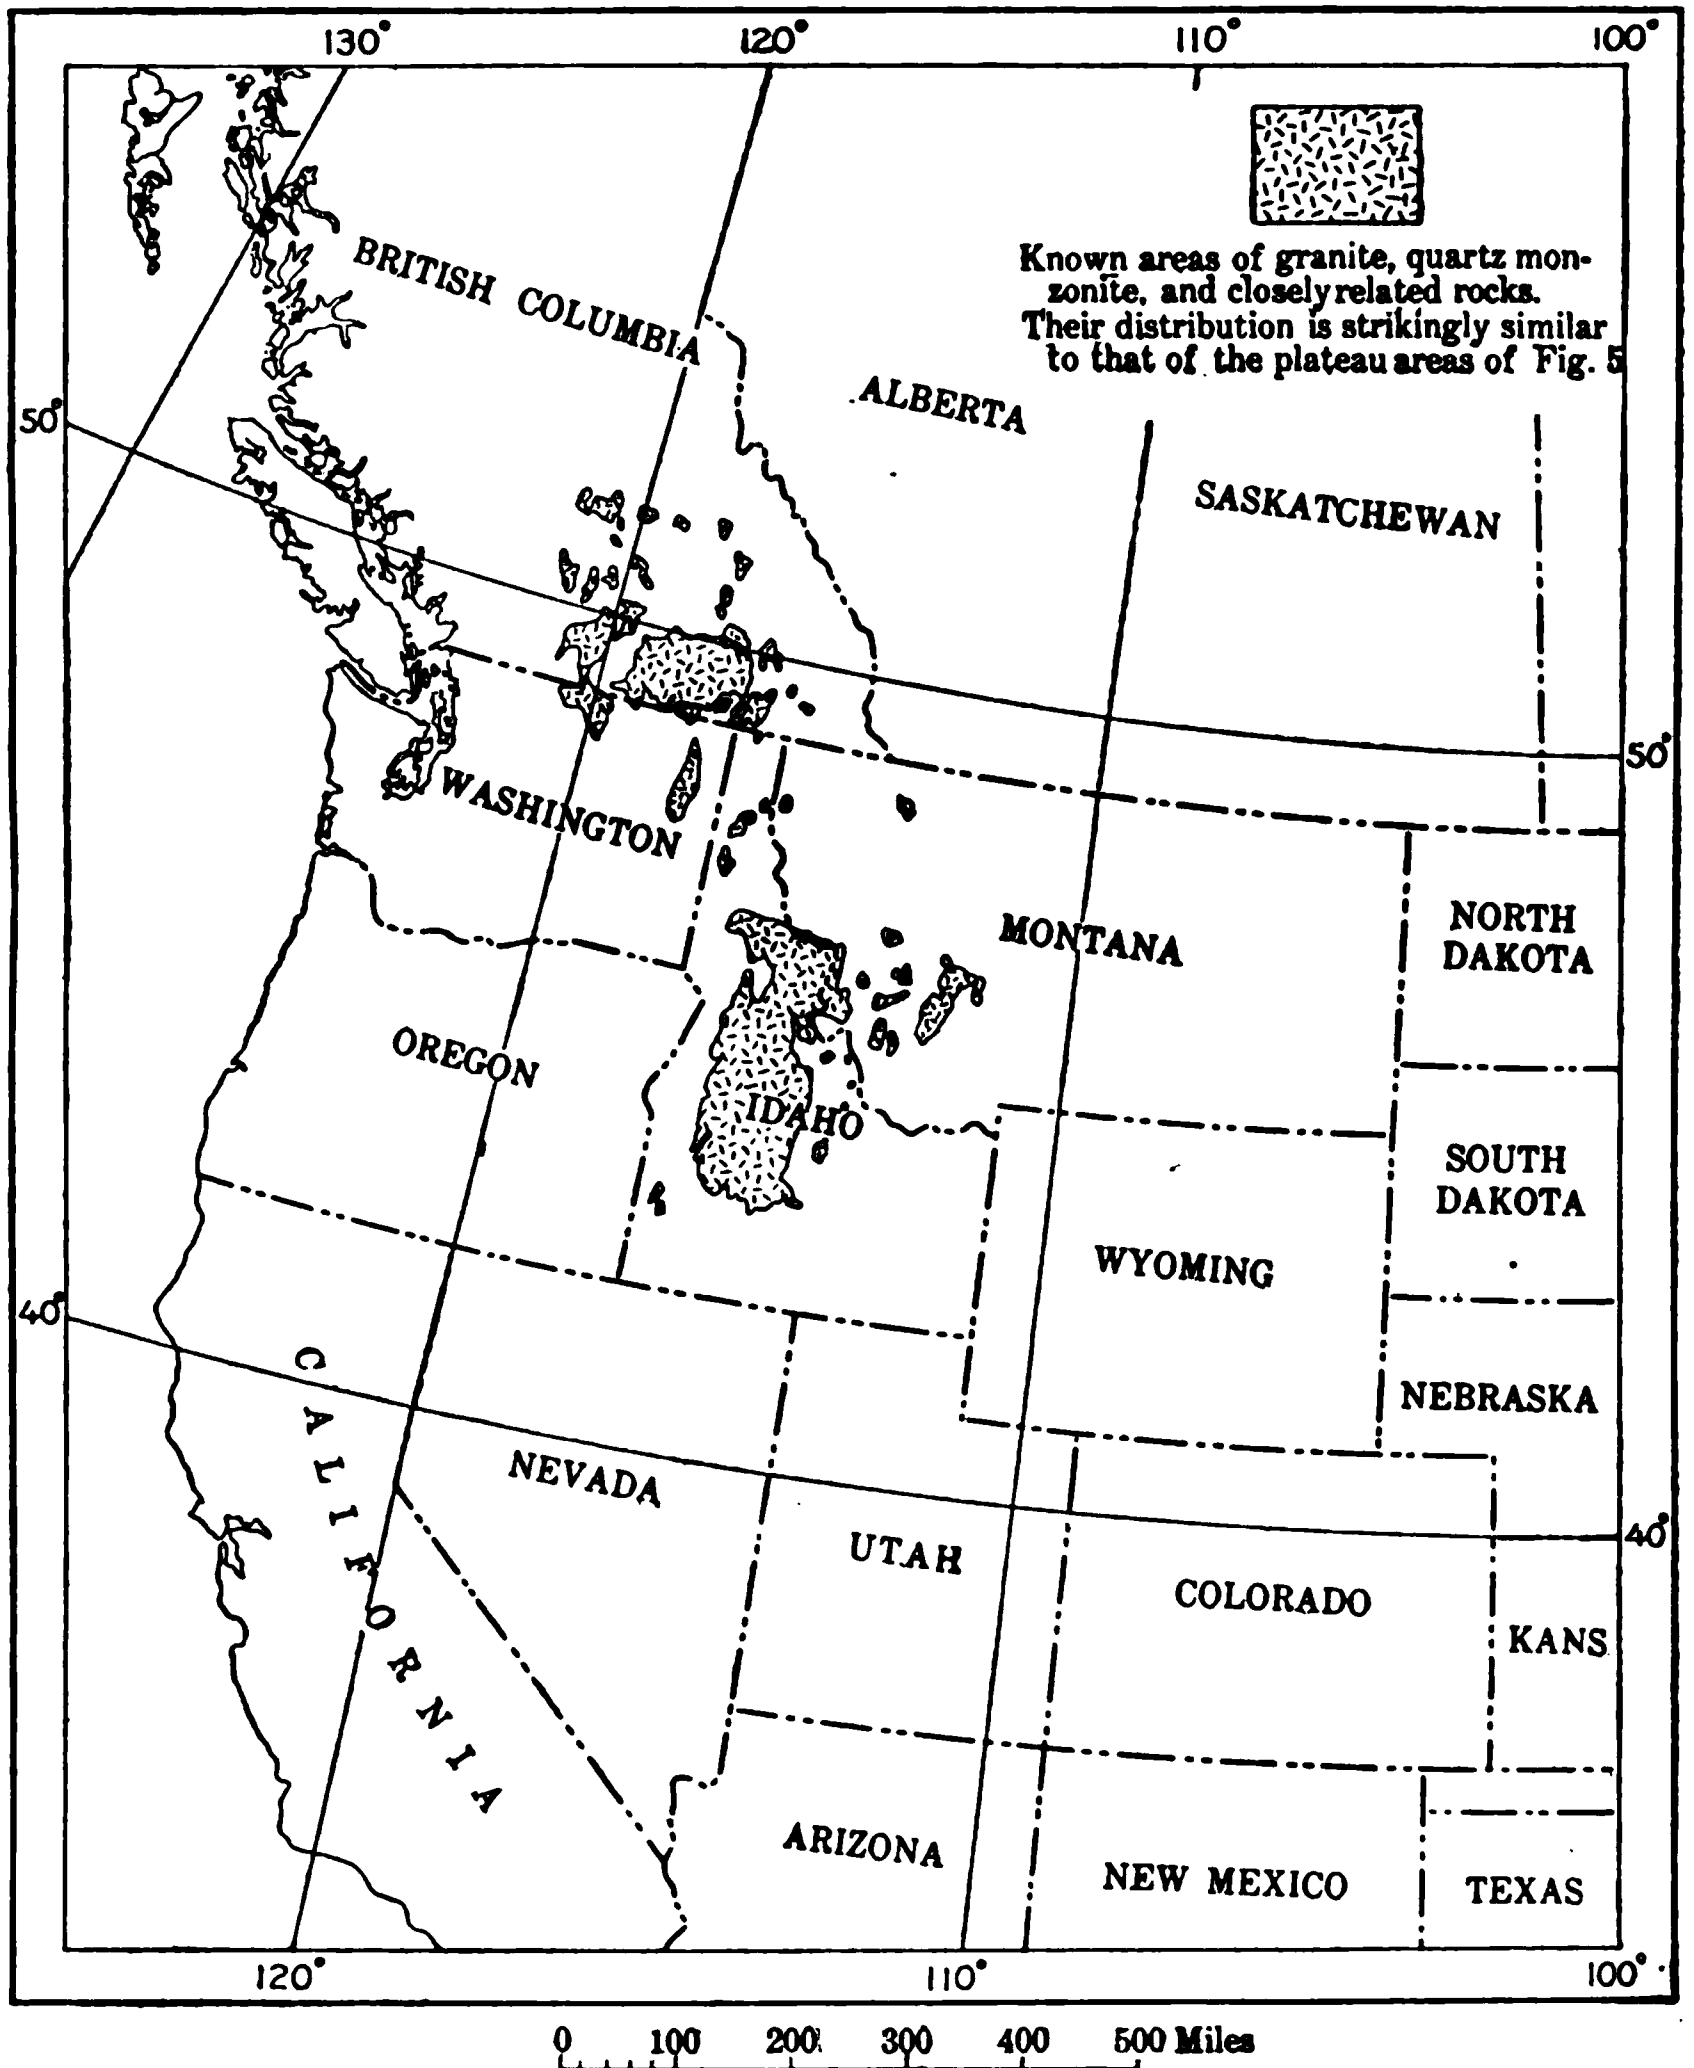 130° 120° 110° 100°
Known areas of granite, quartz mon-
zonite, and closely related rocks.
Their distribution is strikingly similar
to that of the plateau areas of Fig. 5
BRITISH COLUMBIA
ALBERTA
SASKATCHEWAN
50°
50°
WASHINGTON
MONTANA
NORTH
DAKOTA
OREGON
IDAHO
SOUTH
DAKOTA
WYOMING
40°
NEBRASKA
CALIFORNIA
NEVADA
UTAH
40°
COLORADO
KANS
ARIZONA
NEW MEXICO
TEXAS
120° 110° 100°
0 100 200 300 400 500 Miles